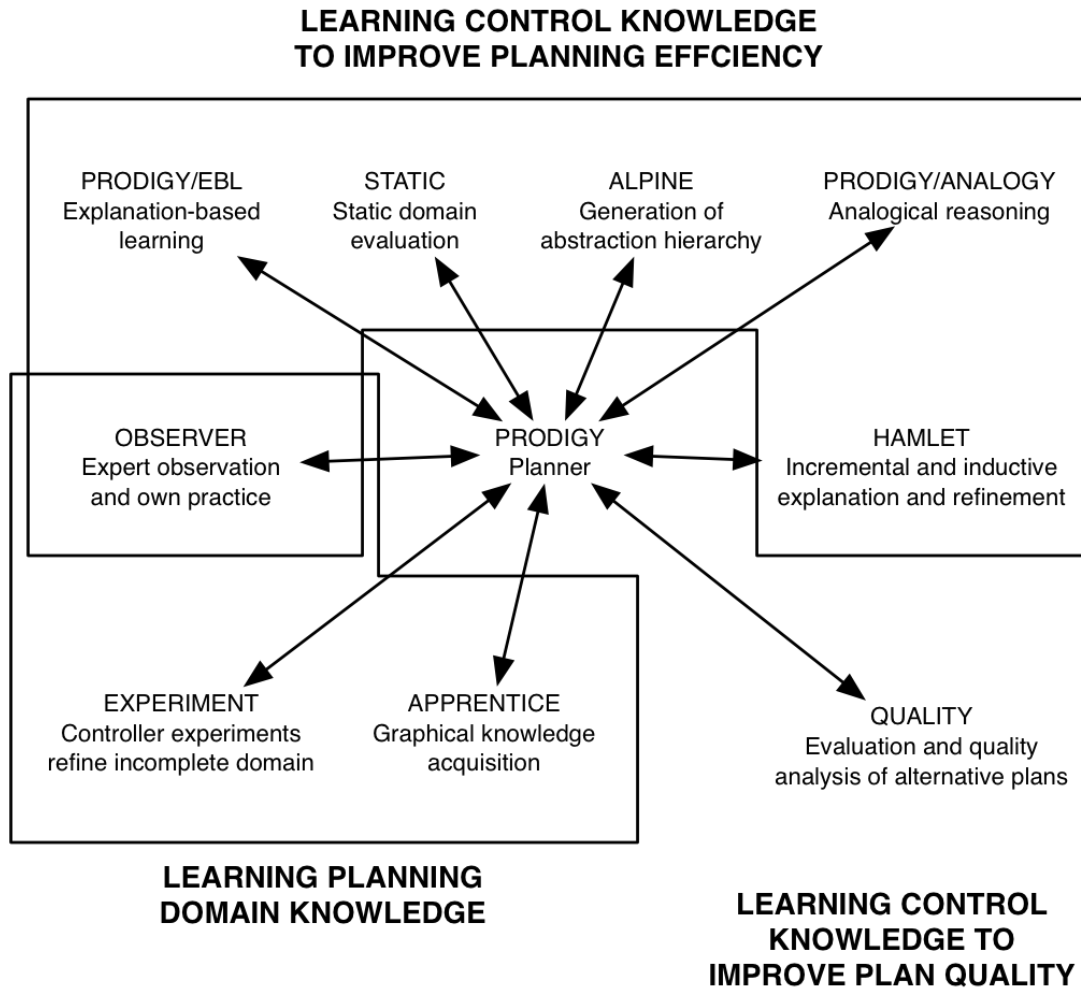 LEARNING CONTROL KNOWLEDGE
TO IMPROVE PLANNING EFFCIENCY
PRODIGY/EBL
Explanation-based
learning
STATIC
Static domain
evaluation
ALPINE
Generation of
abstraction hierarchy
PRODIGY/ANALOGY
Analogical reasoning
OBSERVER
Expert observation
and own practice
PRODIGY
Planner
HAMLET
Incremental and inductive
explanation and refinement
EXPERIMENT
Controller experiments
refine incomplete domain
APPRENTICE
Graphical knowledge
acquisition
QUALITY
Evaluation and quality
analysis of alternative plans
LEARNING PLANNING
DOMAIN KNOWLEDGE
LEARNING CONTROL
KNOWLEDGE TO
IMPROVE PLAN QUALITY